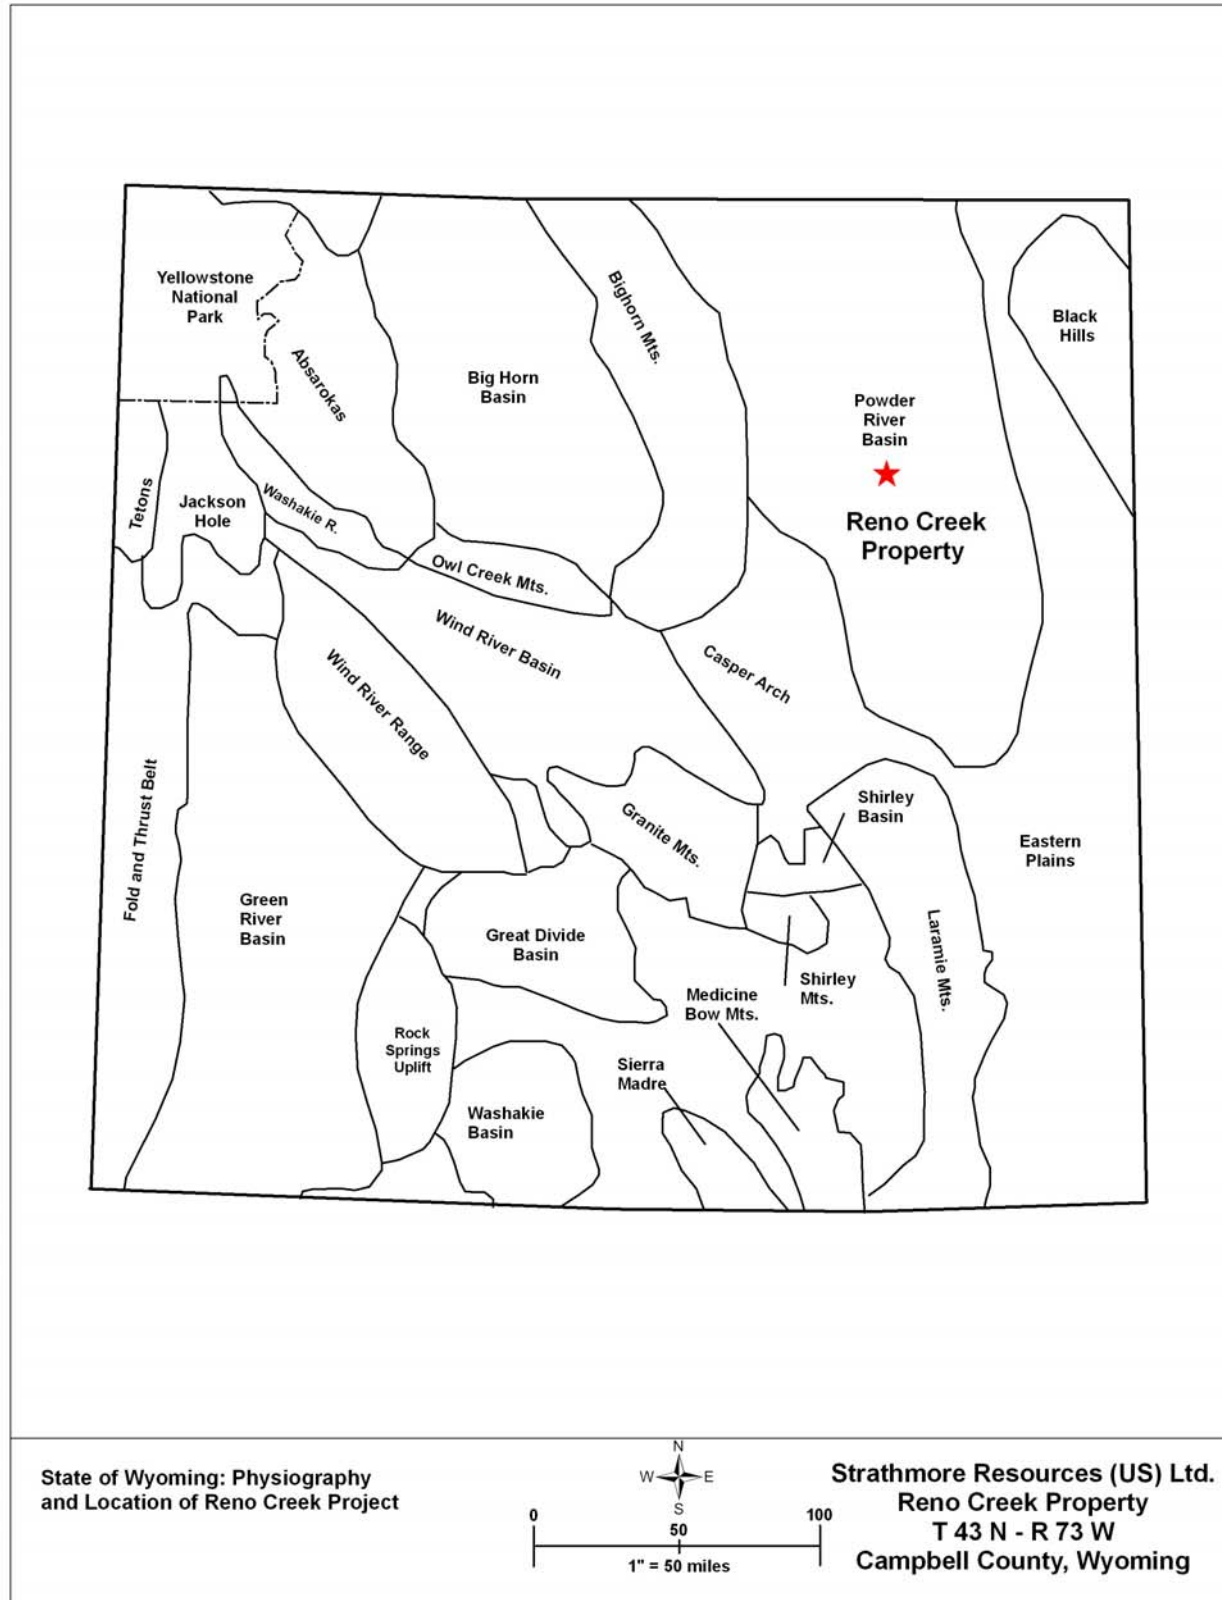 Yellowstone
National
Park
Absarokas
Big Horn
Basin
Bighorn Mts.
Powder
River
Basin
Black
Hills
Reno Creek
Property
Tetons
Jackson
Hole
Washakie R.
Owl Creek Mts.
Wind River Basin
Wind River Range
Casper Arch
Fold and Thrust Belt
Granite Mts.
Shirley
Basin
Eastern
Plains
Green
River
Basin
Great Divide
Basin
Laramie Mts.
Shirley
Mts.
Medicine
Bow Mts.
Rock
Springs
Uplift
Sierra
Madre
Washakie
Basin
State of Wyoming: Physiography
and Location of Reno Creek Project
N
W E
S
0 50 100
1" = 50 miles
Strathmore Resources (US) Ltd.
Reno Creek Property
T 43 N - R 73 W
Campbell County, Wyoming